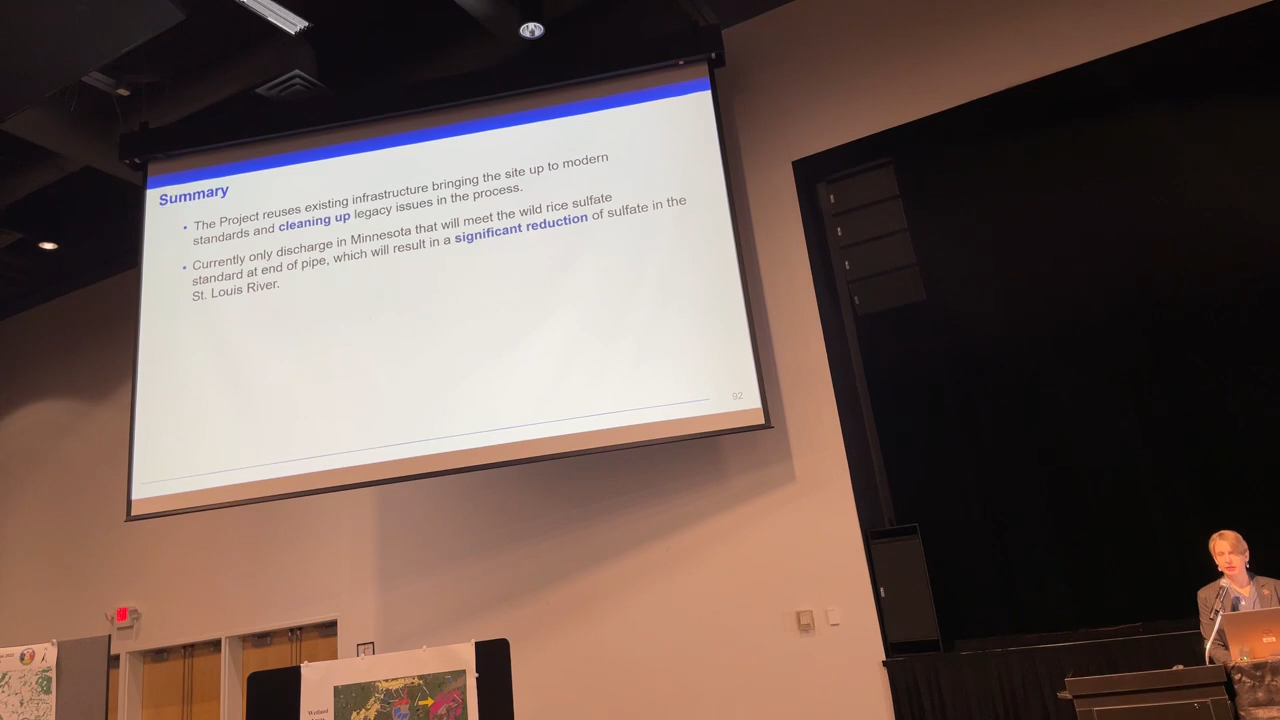 Summary
• The Project reuses existing infrastructure bringing the site up to modern
standards and cleaning up legacy issues in the process.
• Currently only discharge in Minnesota that will meet the wild rice sulfate
standard at end of pipe, which will result in a significant reduction of sulfate in the
St. Louis River.
92
Wetland